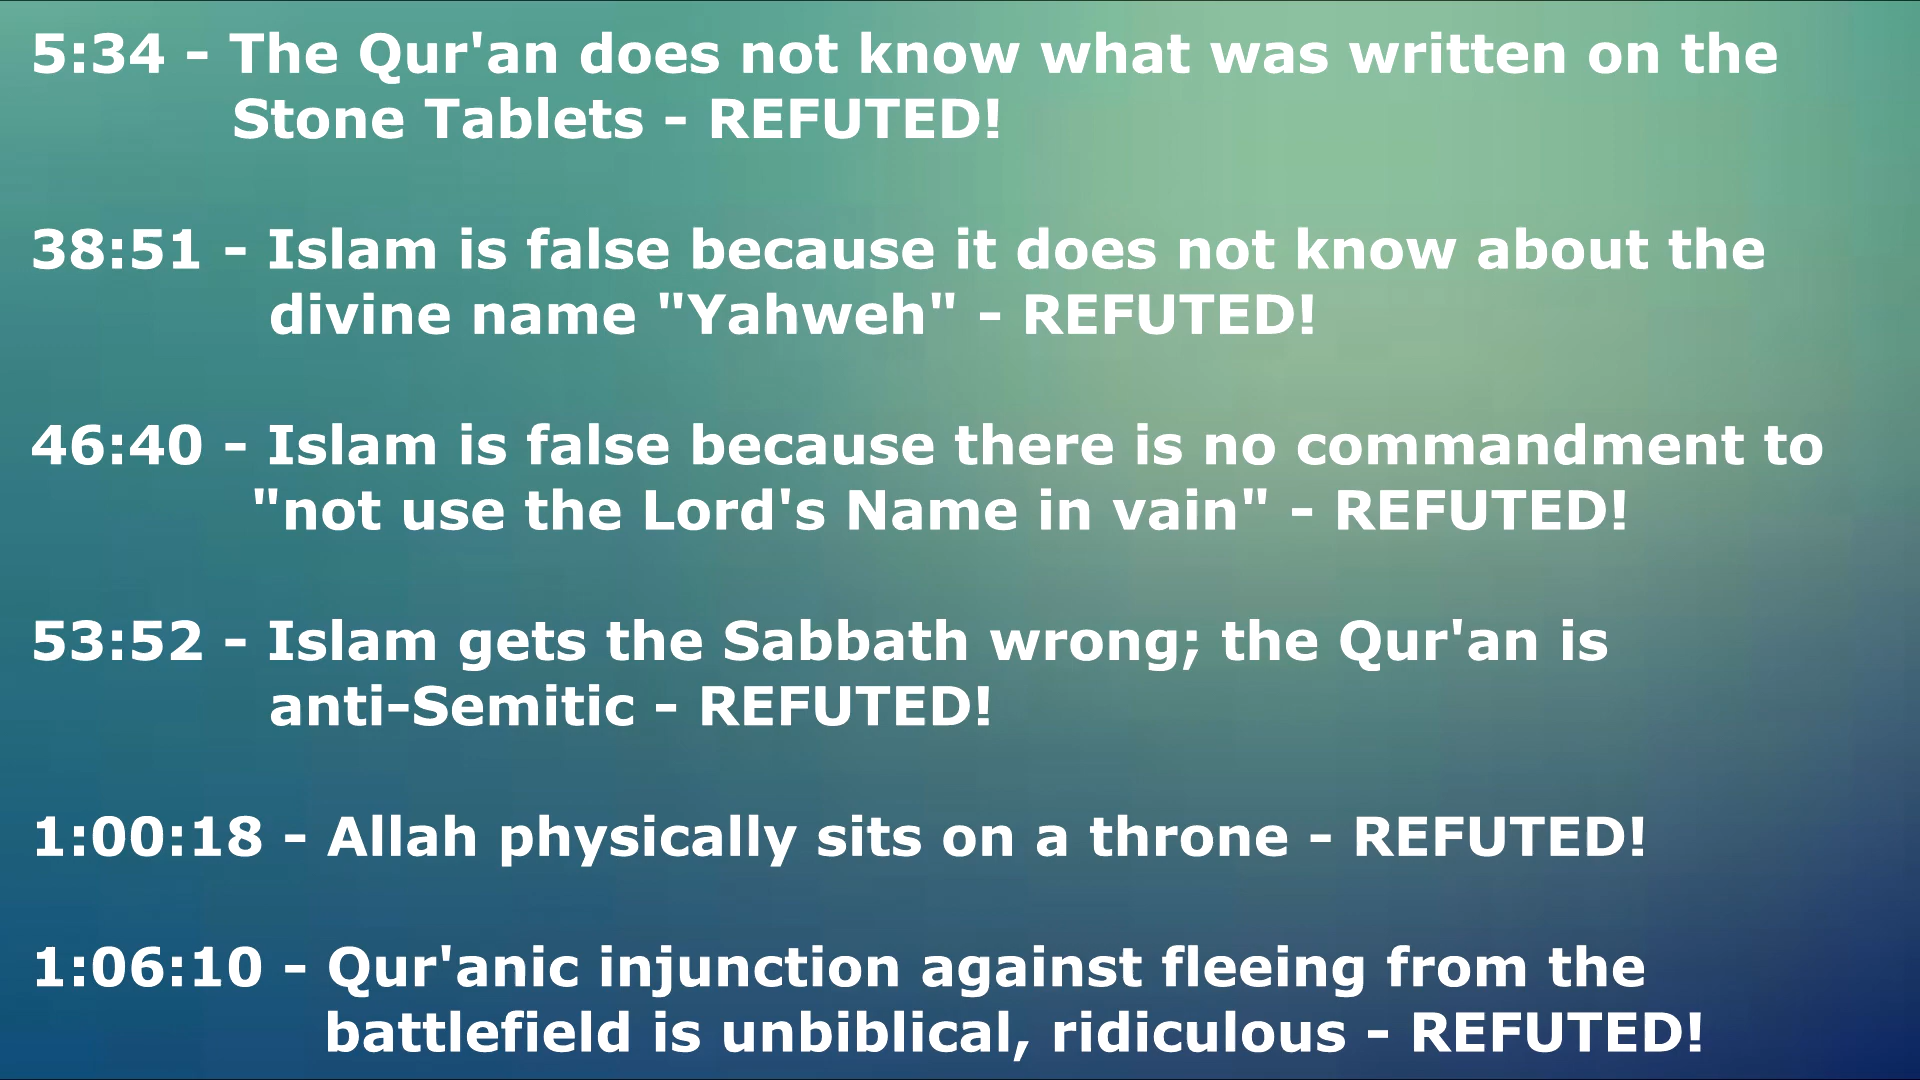 5:34 - The Qur'an does not know what was written on the
Stone Tablets - REFUTED!
38:51 - Islam is false because it does not know about the
divine name "Yahweh" - REFUTED!
46:40 - Islam is false because there is no commandment to
"not use the Lord's Name in vain" - REFUTED!
53:52 - Islam gets the Sabbath wrong; the Qur'an is
anti-Semitic - REFUTED!
1:00:18 - Allah physically sits on a throne - REFUTED!
1:06:10 - Qur'anic injunction against fleeing from the
battlefield is unbiblical, ridiculous - REFUTED!